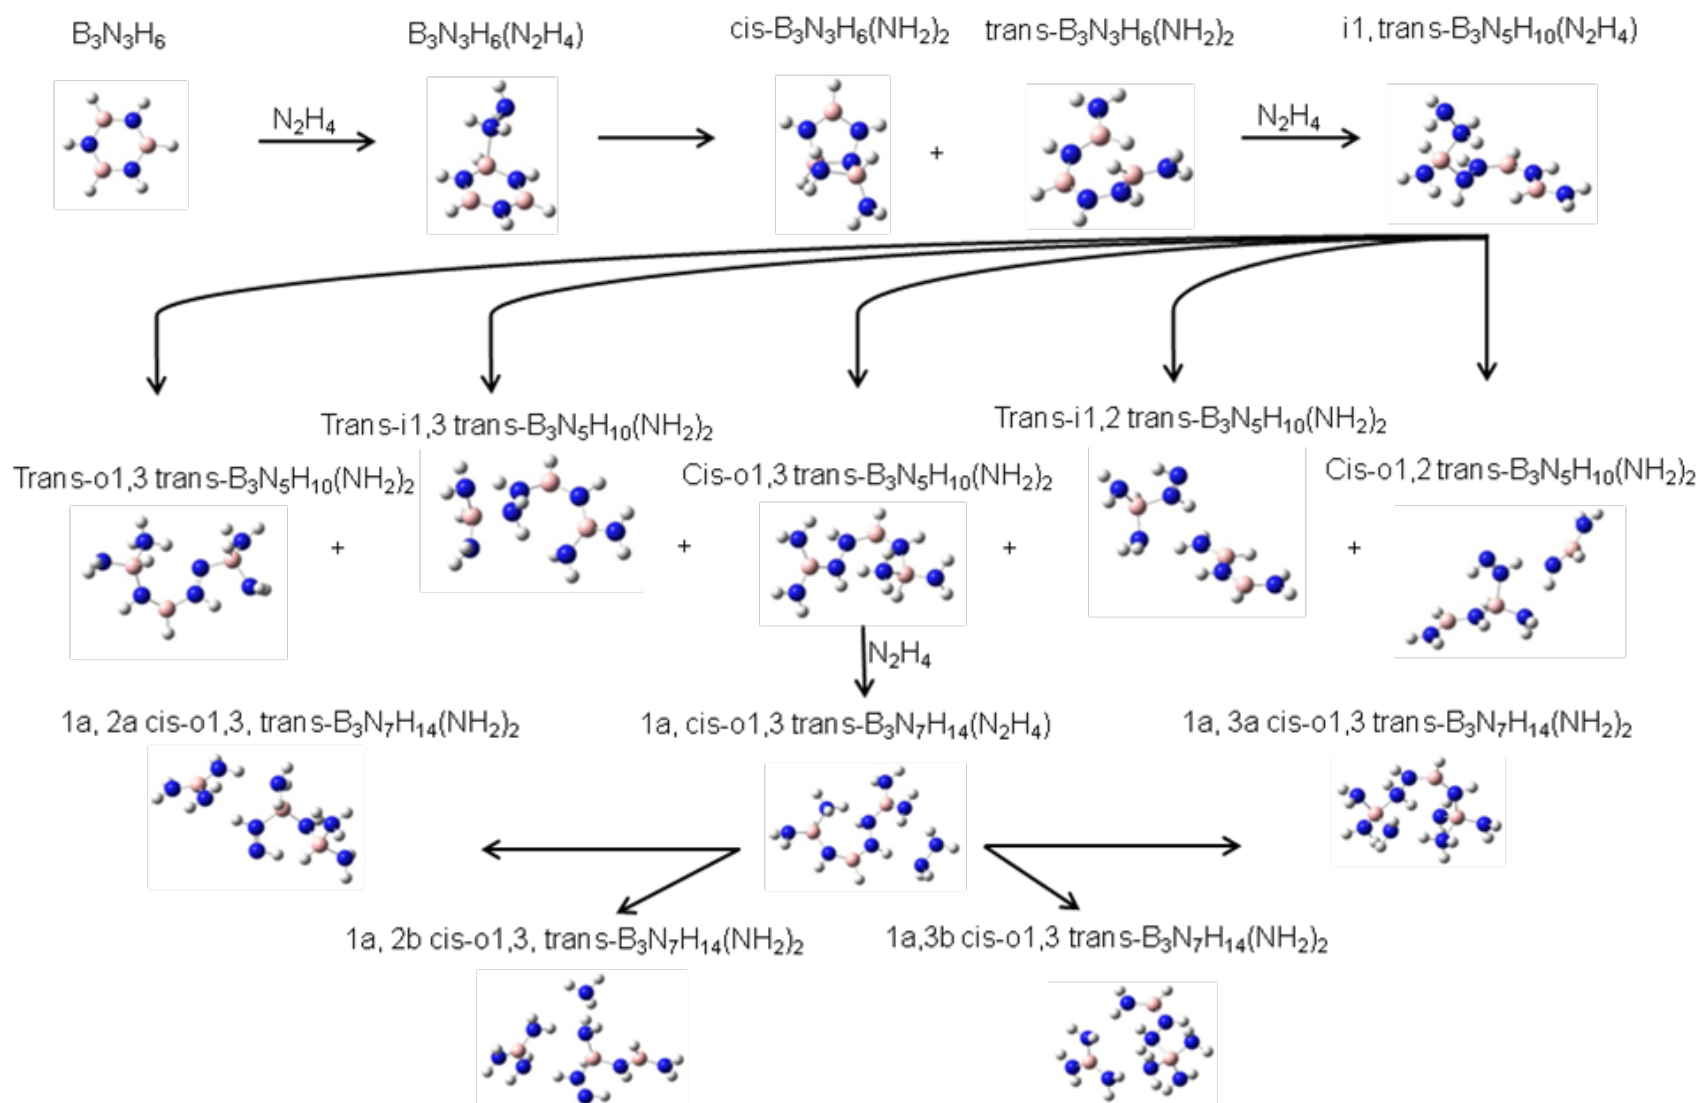 B₃N₃H₆
B₃N₃H₆(N₂H₄)
cis-B₃N₃H₆(NH₂)₂
trans-B₃N₃H₆(NH₂)₂
i1, trans-B₃N₅H₁₀(N₂H₄)
N₂H₄
+
N₂H₄
Trans-i1,3 trans-B₃N₅H₁₀(NH₂)₂
Trans-i1,2 trans-B₃N₅H₁₀(NH₂)₂
Trans-o1,3 trans-B₃N₅H₁₀(NH₂)₂
Cis-o1,3 trans-B₃N₅H₁₀(NH₂)₂
Cis-o1,2 trans-B₃N₅H₁₀(NH₂)₂
+
+
+
+
N₂H₄
1a, 2a cis-o1,3, trans-B₃N₇H₁₄(NH₂)₂
1a, cis-o1,3 trans-B₃N₇H₁₄(N₂H₄)
1a, 3a cis-o1,3 trans-B₃N₇H₁₄(NH₂)₂
1a, 2b cis-o1,3, trans-B₃N₇H₁₄(NH₂)₂
1a,3b cis-o1,3 trans-B₃N₇H₁₄(NH₂)₂